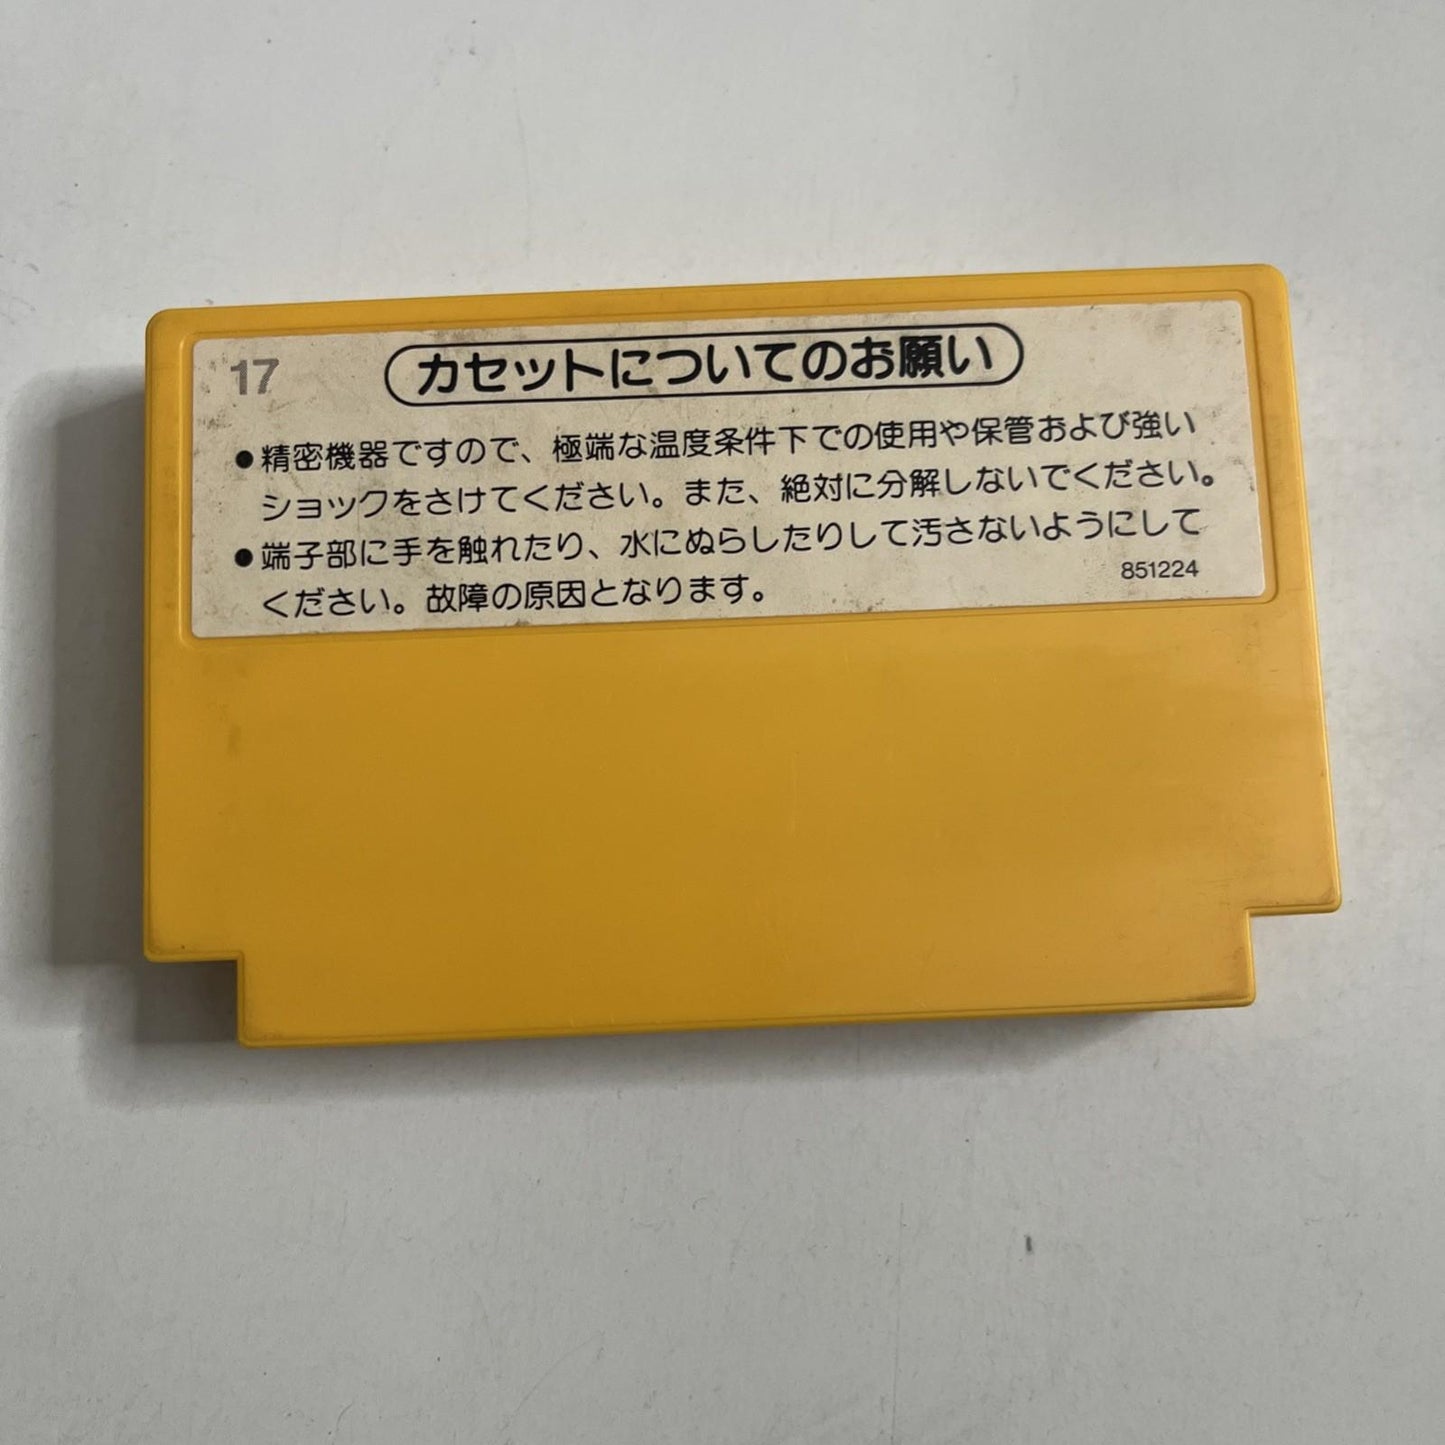 17
カセットについてのお願い
●精密機器ですので、極端な温度条件下での使用や保管および強い
ショックをさけてください。また、絶対に分解しないでください。
●端子部に手を触れたり、水にぬらしたりして汚さないようにして
ください。故障の原因となります。
851224